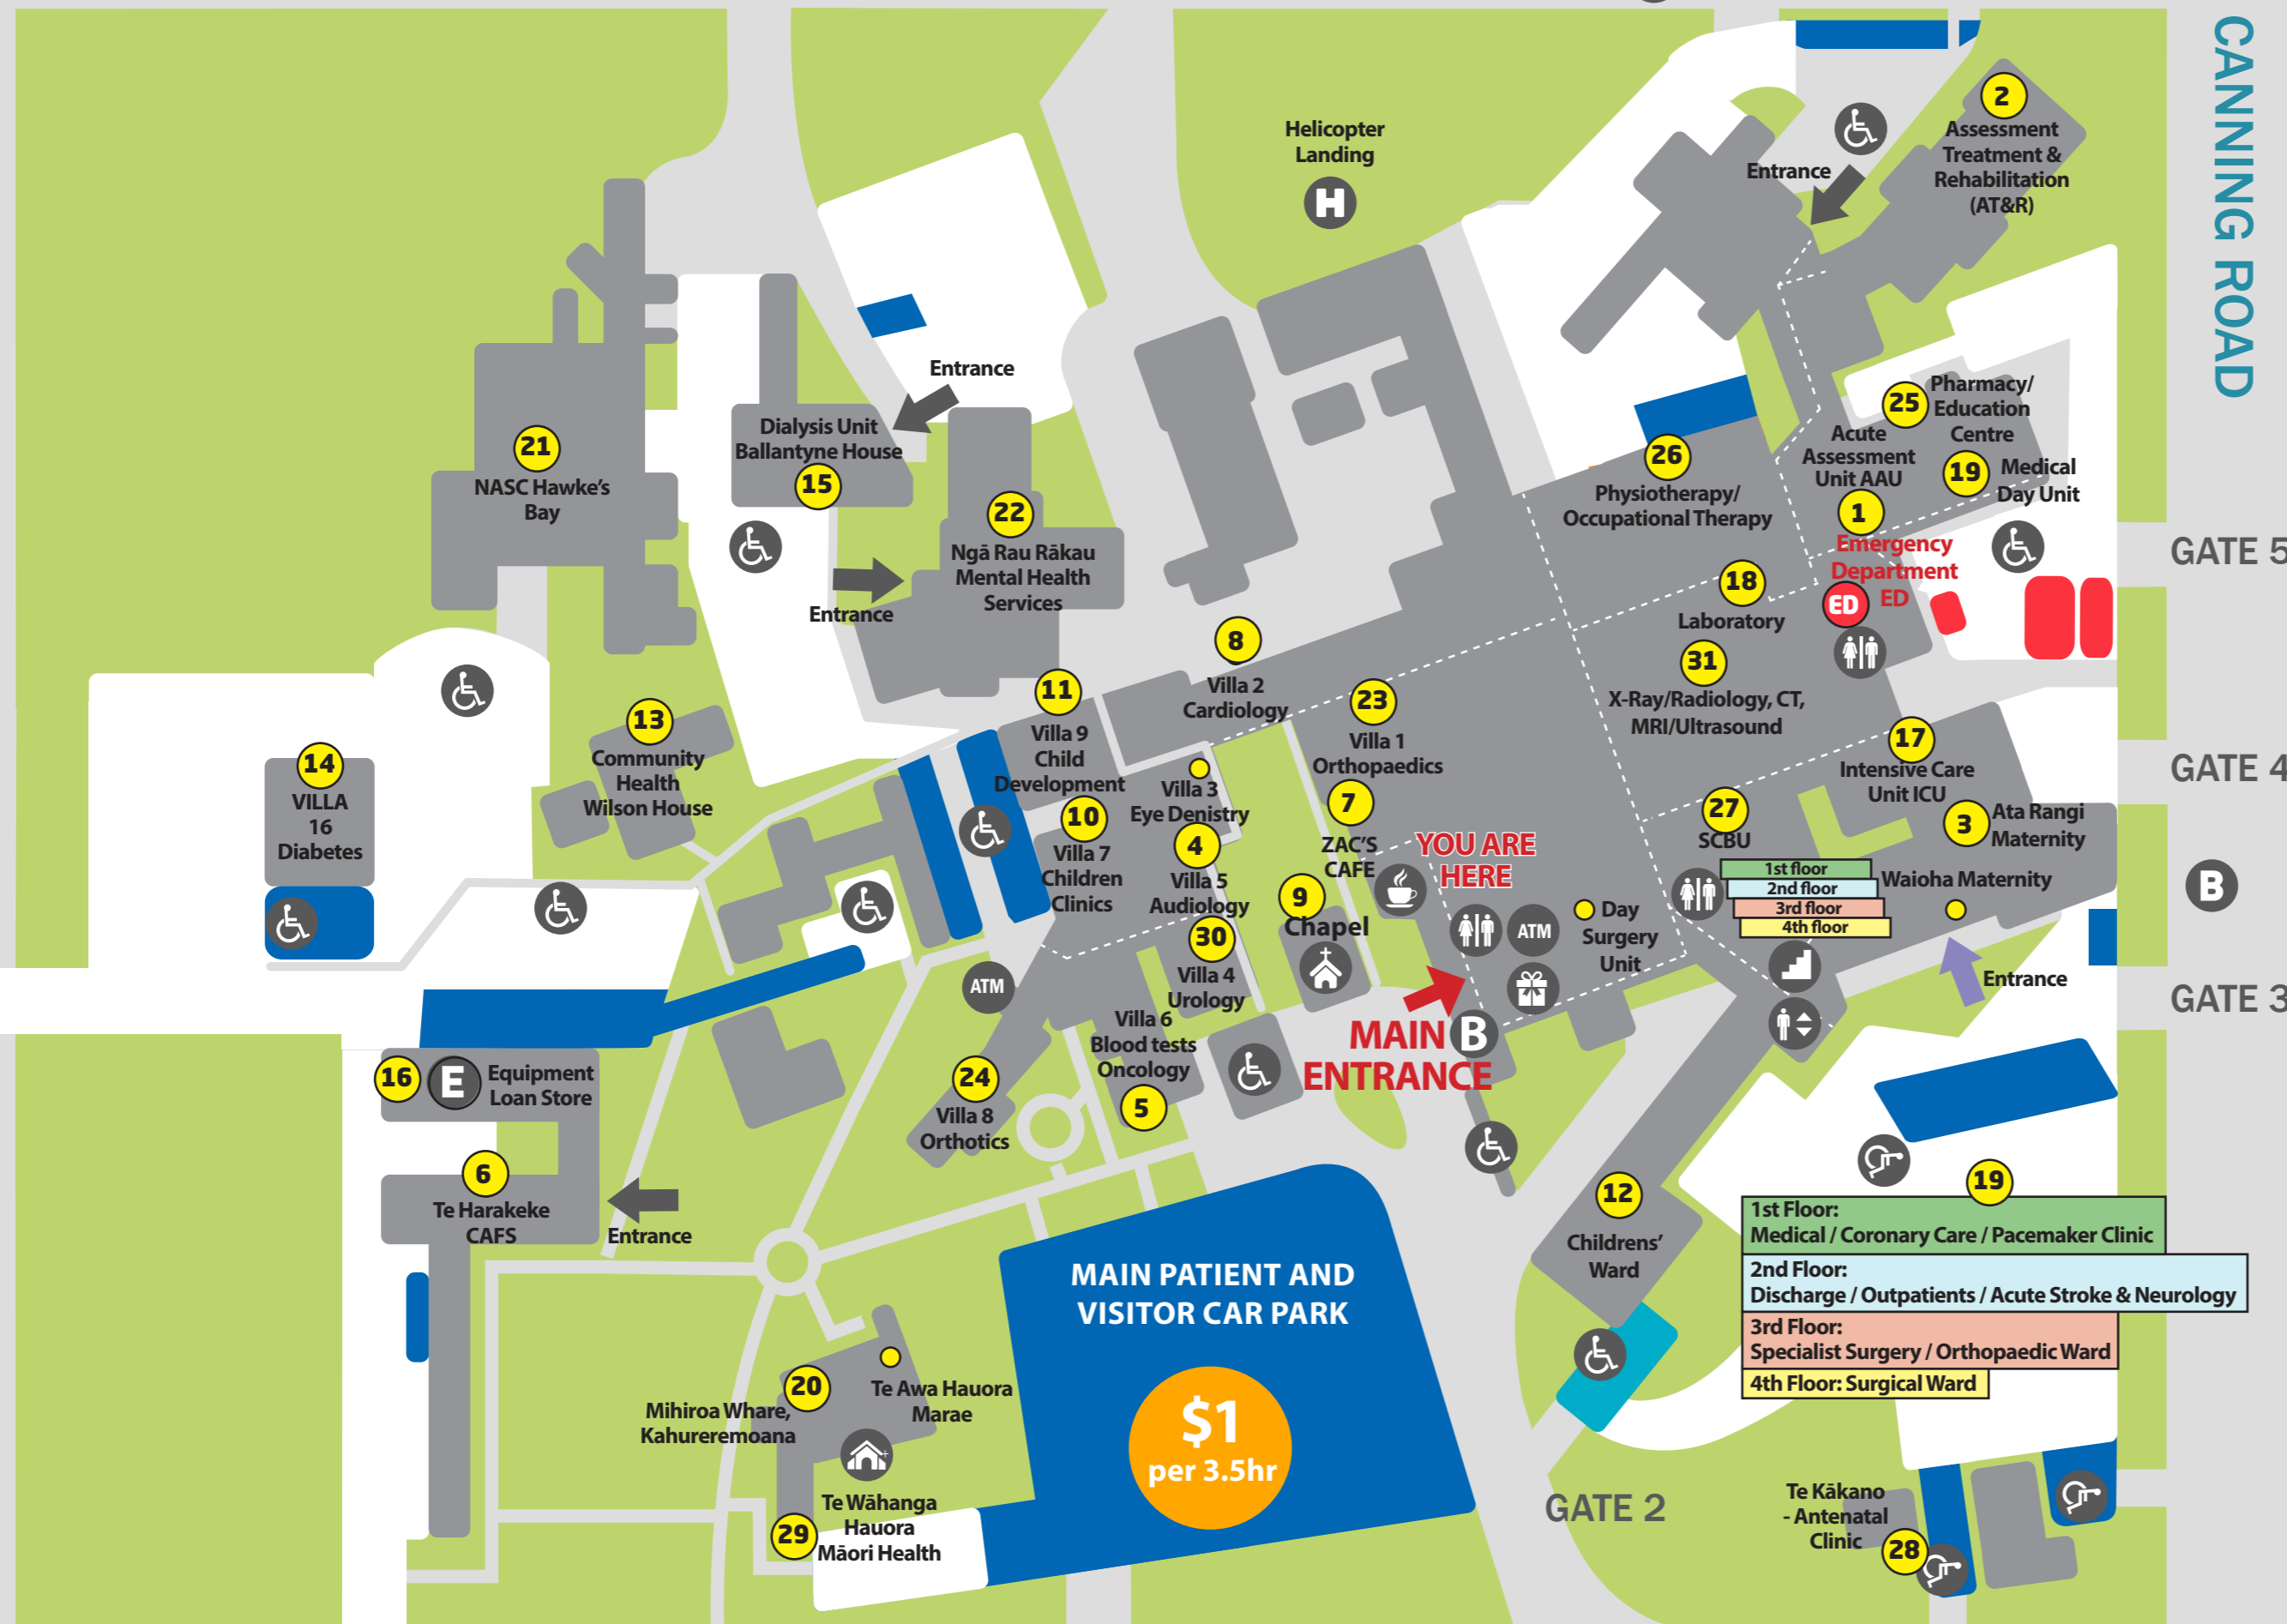 CANNING ROAD
Helicopter
Landing
H
2
Assessment
Treatment &
Rehabilitation
(AT&R)
Entrance
Entrance
Dialysis Unit
Ballantyne House
15
21
NASC Hawke's
Bay
22
Ngā Rau Rākau
Mental Health
Services
Entrance
25
Pharmacy/
Education
Centre
Acute
Assessment
Unit AAU
19
Medical
Day Unit
1
Emergency
Department
ED
ED
26
Physiotherapy/
Occupational Therapy
18
Laboratory
31
X-Ray/Radiology, CT,
MRI/Ultrasound
GATE 5
8
Villa 2
Cardiology
23
Villa 1
Orthopaedics
11
Villa 9
Child
Development
13
Community
Health
Wilson House
14
VILLA
16
Diabetes
10
Villa 7
Children
Clinics
Villa 3
Eye Denistry
4
Villa 5
Audiology
30
Villa 4
Urology
7
ZAC'S
CAFE
YOU ARE
HERE
9
Chapel
17
Intensive Care
Unit ICU
GATE 4
27
SCBU
3
Ata Rangi
Maternity
1st floor
2nd floor
3rd floor
4th floor
Waioha Maternity
B
Entrance
GATE 3
ATM
Day
Surgery
Unit
MAIN
ENTRANCE
B
ATM
Villa 6
Blood tests
Oncology
5
24
Villa 8
Orthotics
16
E
Equipment
Loan Store
6
Te Harakeke
CAFS
Entrance
12
Childrens'
Ward
19
1st Floor:
Medical / Coronary Care / Pacemaker Clinic
2nd Floor:
Discharge / Outpatients / Acute Stroke & Neurology
3rd Floor:
Specialist Surgery / Orthopaedic Ward
4th Floor: Surgical Ward
MAIN PATIENT AND
VISITOR CAR PARK
$1
per 3.5hr
20
Te Awa Hauora
Marae
Mihiroa Whare,
Kahureremoana
Te Wāhanga
Hauora
Māori Health
29
GATE 2
Te Kākano
- Antenatal
Clinic
28